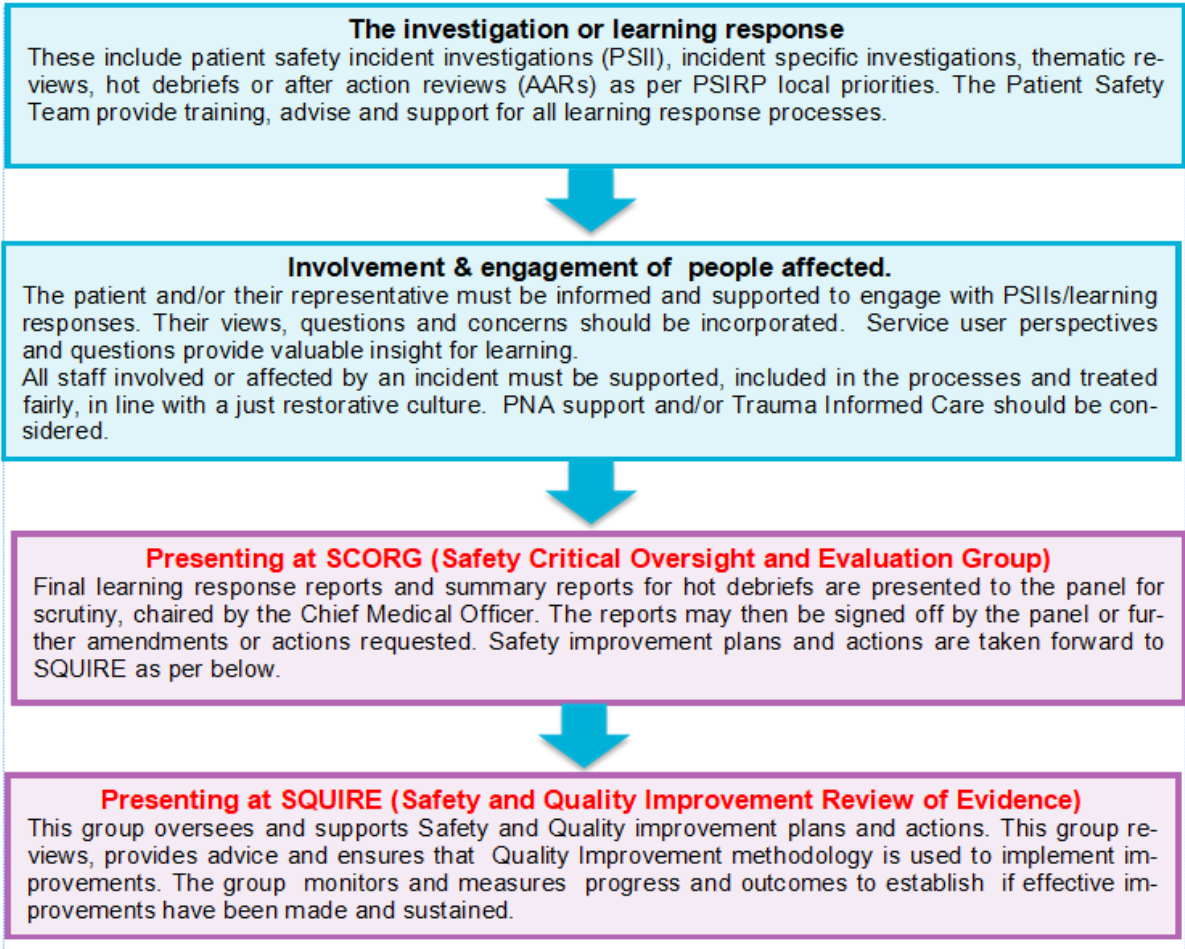 The investigation or learning response
These include patient safety incident investigations (PSII), incident specific investigations, thematic re-
views, hot debriefs or after action reviews (AARs) as per PSIRP local priorities. The Patient Safety
Team provide training, advise and support for all learning response processes.
Involvement & engagement of people affected.
The patient and/or their representative must be informed and supported to engage with PSIIs/learning
responses. Their views, questions and concerns should be incorporated. Service user perspectives
and questions provide valuable insight for learning.
All staff involved or affected by an incident must be supported, included in the processes and treated
fairly, in line with a just restorative culture. PNA support and/or Trauma Informed Care should be con-
sidered.
Presenting at SCORG (Safety Critical Oversight and Evaluation Group)
Final learning response reports and summary reports for hot debriefs are presented to the panel for
scrutiny, chaired by the Chief Medical Officer. The reports may then be signed off by the panel or fur-
ther amendments or actions requested. Safety improvement plans and actions are taken forward to
SQUIRE as per below.
Presenting at SQUIRE (Safety and Quality Improvement Review of Evidence)
This group oversees and supports Safety and Quality improvement plans and actions. This group re-
views, provides advice and ensures that Quality Improvement methodology is used to implement im-
provements. The group monitors and measures progress and outcomes to establish if effective im-
provements have been made and sustained.